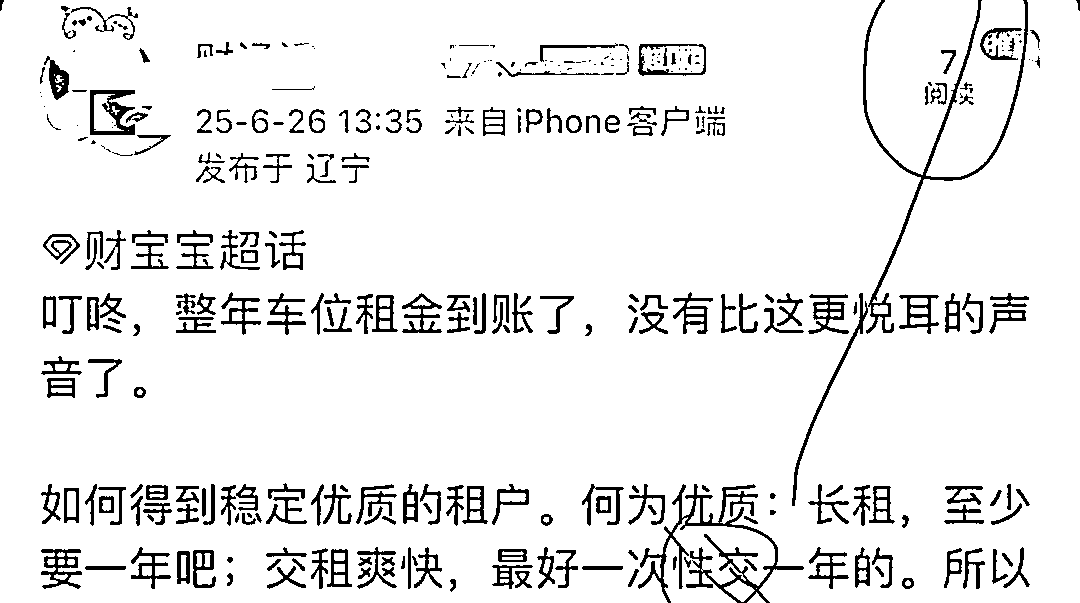 7
阅读
25-6-26 13:35 来自iPhone客户端
发布于 辽宁
财宝宝超话
叮咚，整年车位租金到账了，没有比这更悦耳的声
音了。
如何得到稳定优质的租户。何为优质：长租，至少
要一年吧；交租爽快，最好一次性交一年的。所以